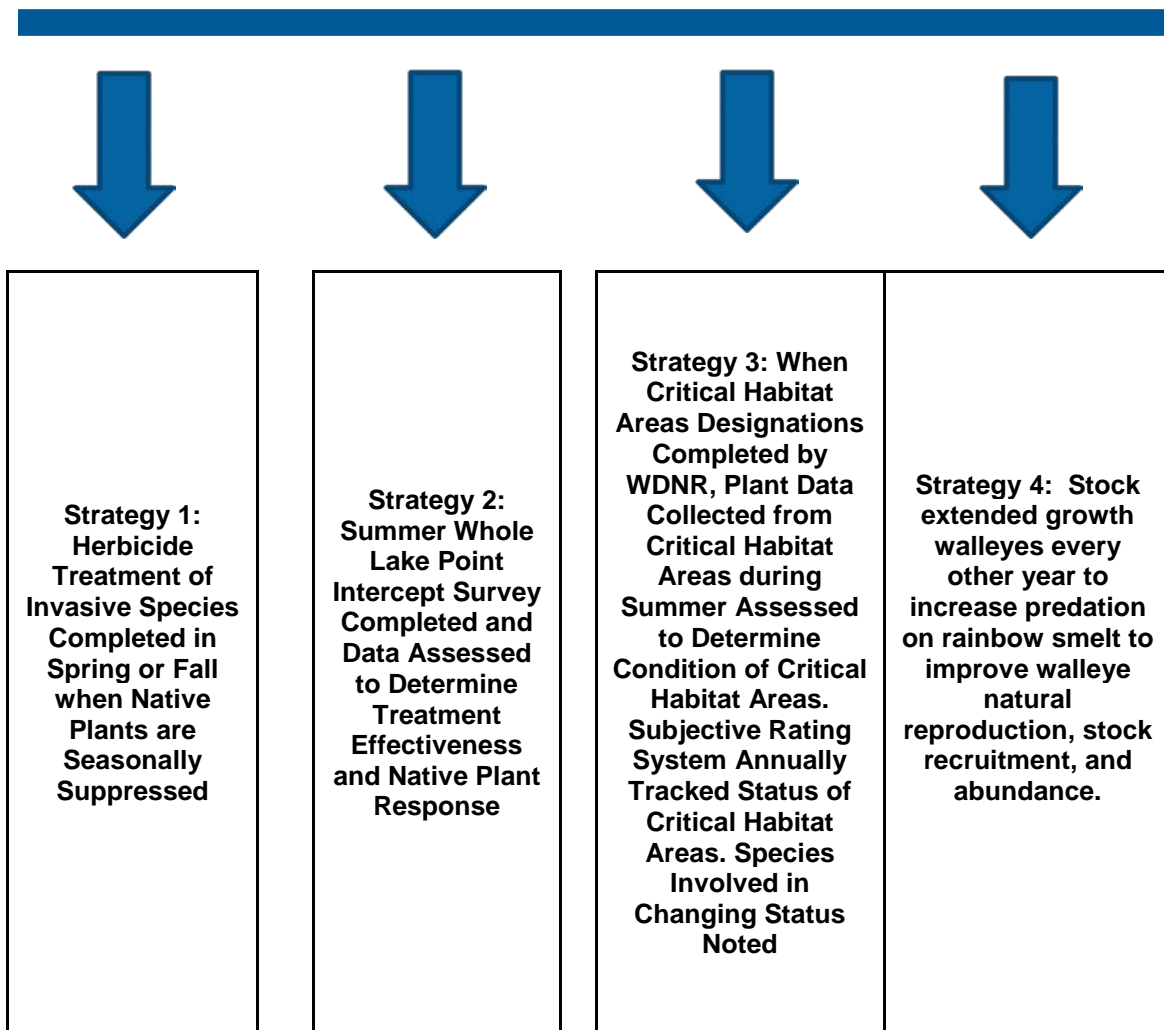 Strategy 1:
Herbicide
Treatment of
Invasive Species
Completed in
Spring or Fall
when Native
Plants are
Seasonally
Suppressed
Strategy 2:
Summer Whole
Lake Point
Intercept Survey
Completed and
Data Assessed
to Determine
Treatment
Effectiveness
and Native Plant
Response
Strategy 3: When
Critical Habitat
Areas Designations
Completed by
WDNR, Plant Data
Collected from
Critical Habitat
Areas during
Summer Assessed
to Determine
Condition of Critical
Habitat Areas.
Subjective Rating
System Annually
Tracked Status of
Critical Habitat
Areas. Species
Involved in
Changing Status
Noted
Strategy 4:  Stock
extended growth
walleyes every
other year to
increase predation
on rainbow smelt to
improve walleye
natural
reproduction, stock
recruitment, and
abundance.